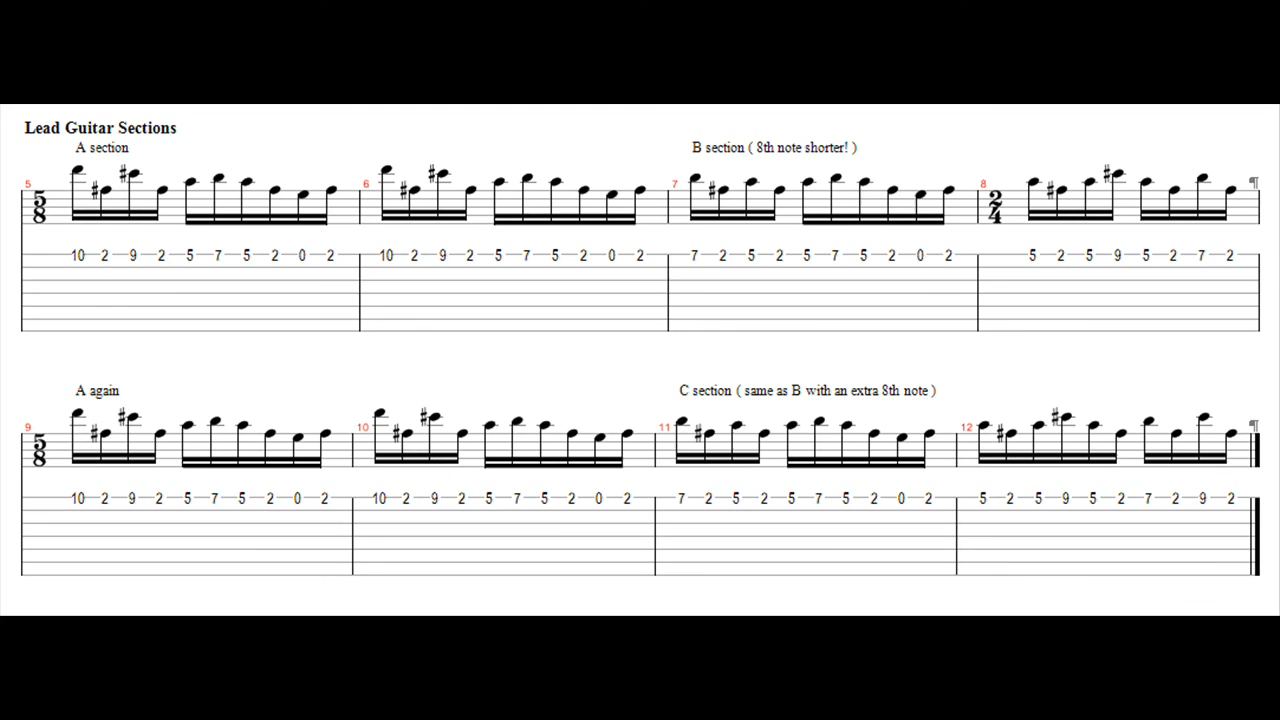 Lead Guitar Sections
A section B section ( 8th note shorter! )
5 6 7 8 ¶
5 8 2 4
10 2 9 2 5 7 5 2 0 2 10 2 9 2 5 7 5 2 0 2 7 2 5 2 5 7 5 2 0 2 5 2 5 9 5 2 7 2
A again C section ( same as B with an extra 8th note )
9 10 11 12 ¶
5 8
10 2 9 2 5 7 5 2 0 2 10 2 9 2 5 7 5 2 0 2 7 2 5 2 5 7 5 2 0 2 5 2 5 9 5 2 7 2 9 2